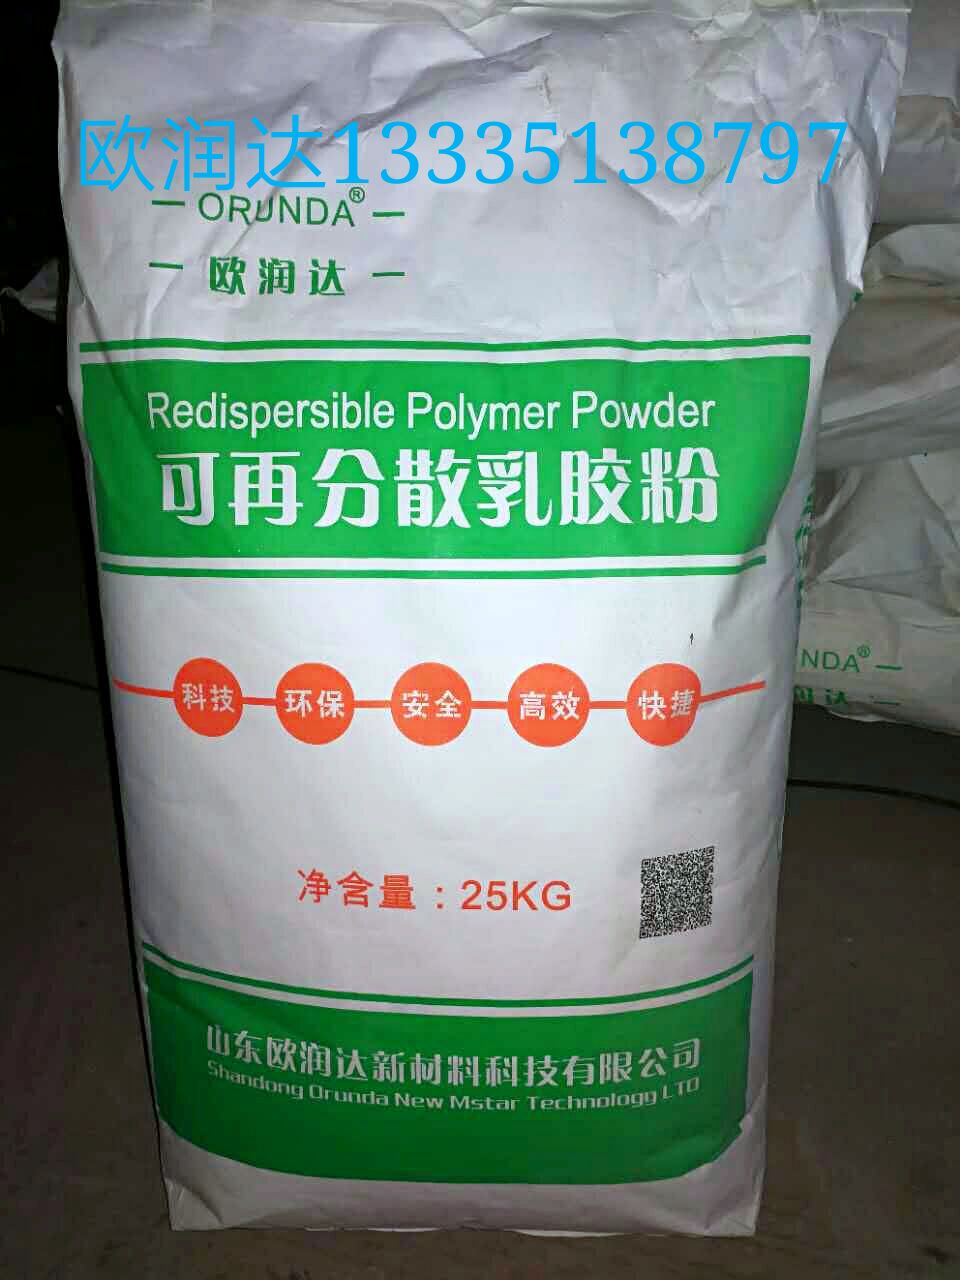 欧润达13335138797
— ORUNDA® —
— 欧润达 —
Redispersible Polymer Powder
可再分散乳胶粉
科技 环保 安全 高效 快捷
净含量：25KG
山东欧润达新材料科技有限公司
Shandong Orunda New Mstar Technology LTD
NDA® —